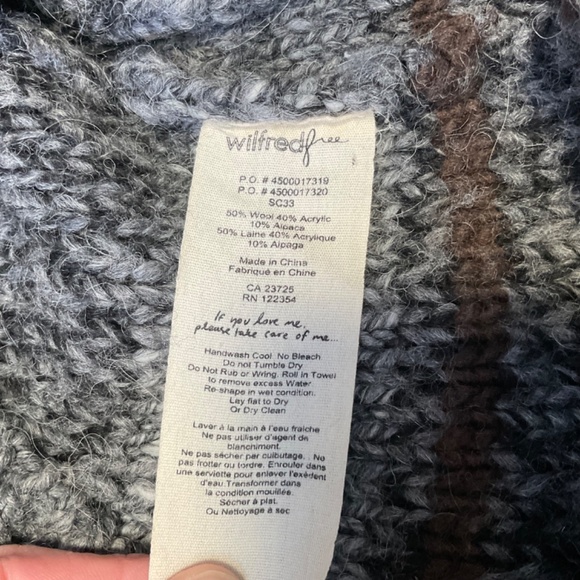 wilfredfree
P.O. # 4500017319
P.O. # 4500017320
SC33
50% Wool 40% Acrylic
10% Alpaca
50% Laine 40% Acrylique
10% Alpaga
Made in China
Fabriqué en Chine
CA 23725
RN 122354
If you love me,
please take care of me...
Handwash Cool No Bleach
Do not Tumble Dry
Do Not Rub or Wring. Roll in Towel
to remove excess Water.
Re-shape in wet condition.
Lay flat to Dry
Or Dry Clean
Laver à la main à l'eau fraiche
Ne pas utiliser d'agent de
blanchiment.
Ne pas sécher par culbutage. . Ne
pas frotter ou tordre. Enrouler dans
une serviette pour enlever l'exédent
d'eau.Transformer dans
la condition mouillée.
Sécher à plat.
Ou Nettoyage à sec